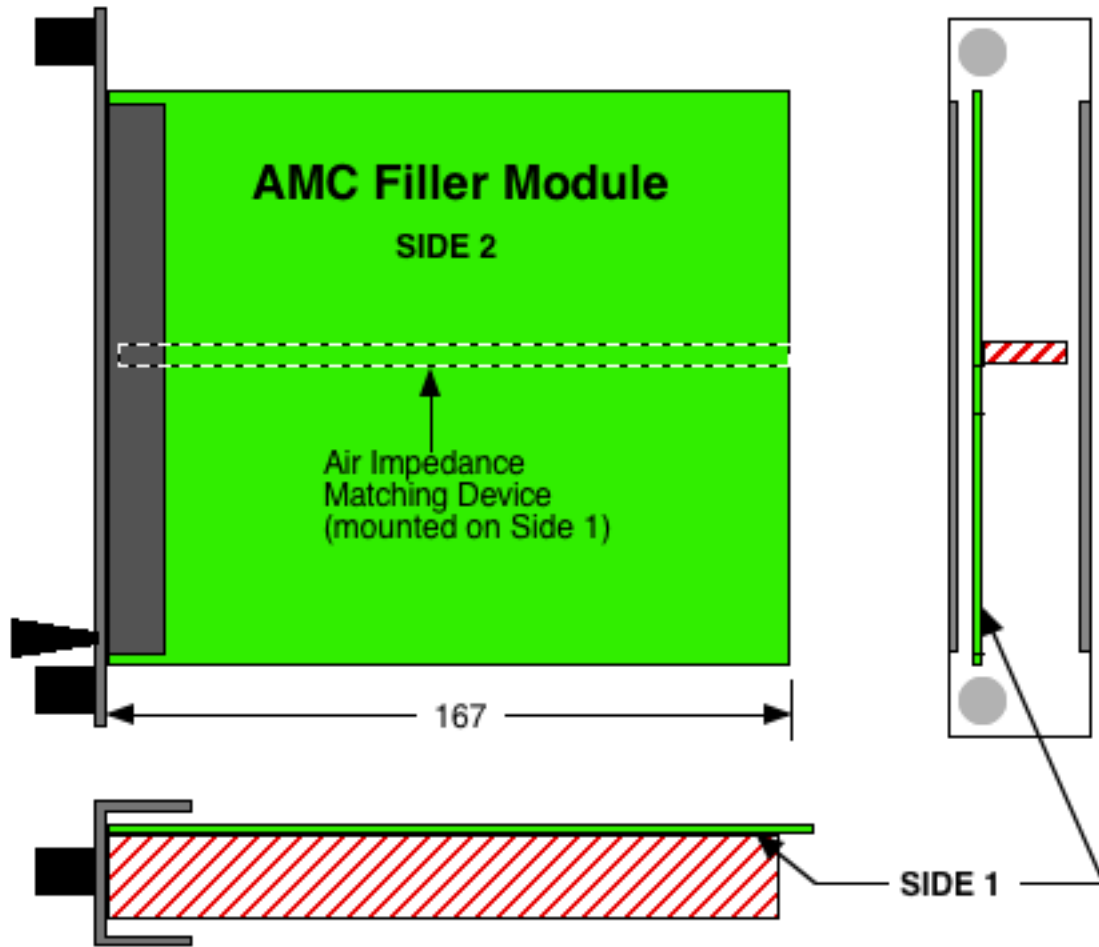 AMC Filler Module
SIDE 2
Air Impedance
Matching Device
(mounted on Side 1)
167
SIDE 1